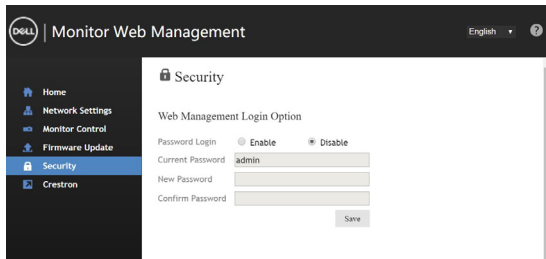 DELL | Monitor Web Management
English
?
Home
Network Settings
Monitor Control
Firmware Update
Security
Crestron
Security
Web Management Login Option
Password Login Enable Disable
Current Password admin
New Password
Confirm Password
Save